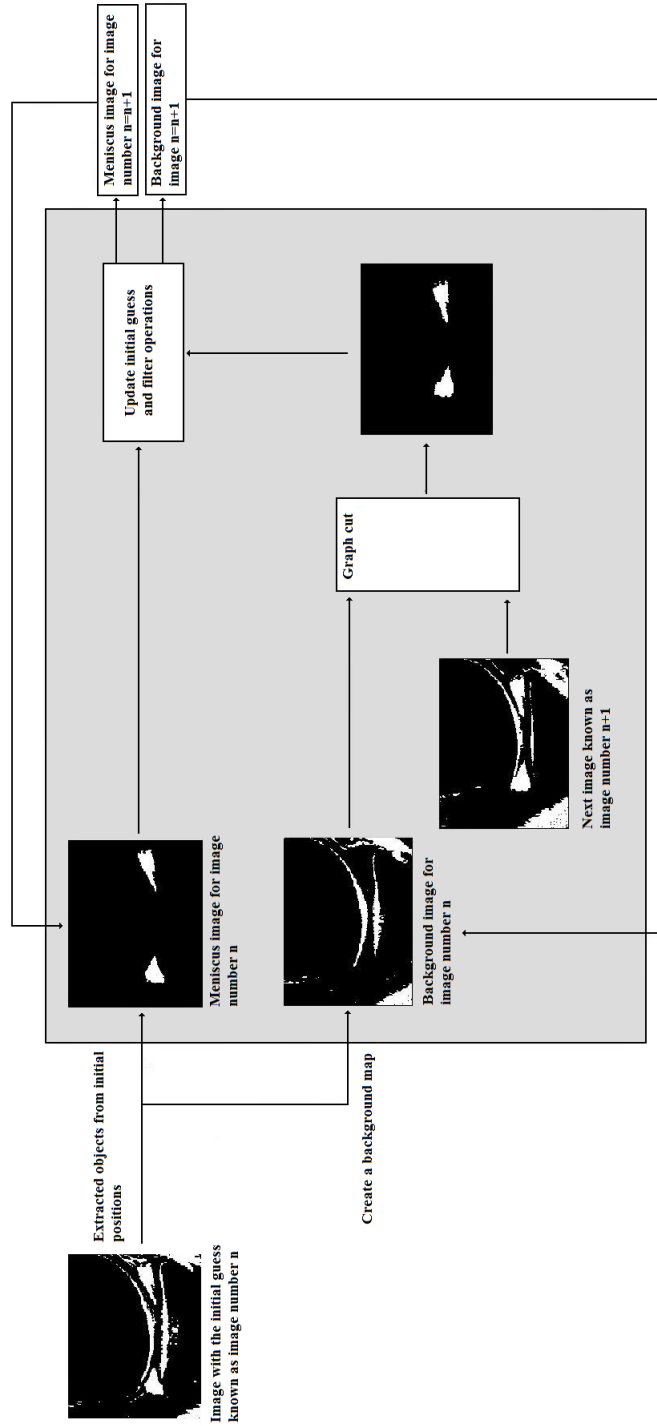 Image with the initial guess
known as image number n
Extracted objects from initial
positions
Create a background map
Meniscus image for image
number n
Background image for
image number n
Next image known as
image number n+1
Graph cut
Update initial guess
and filter operations
Meniscus image for image
number n=n+1
Background image for
image n=n+1